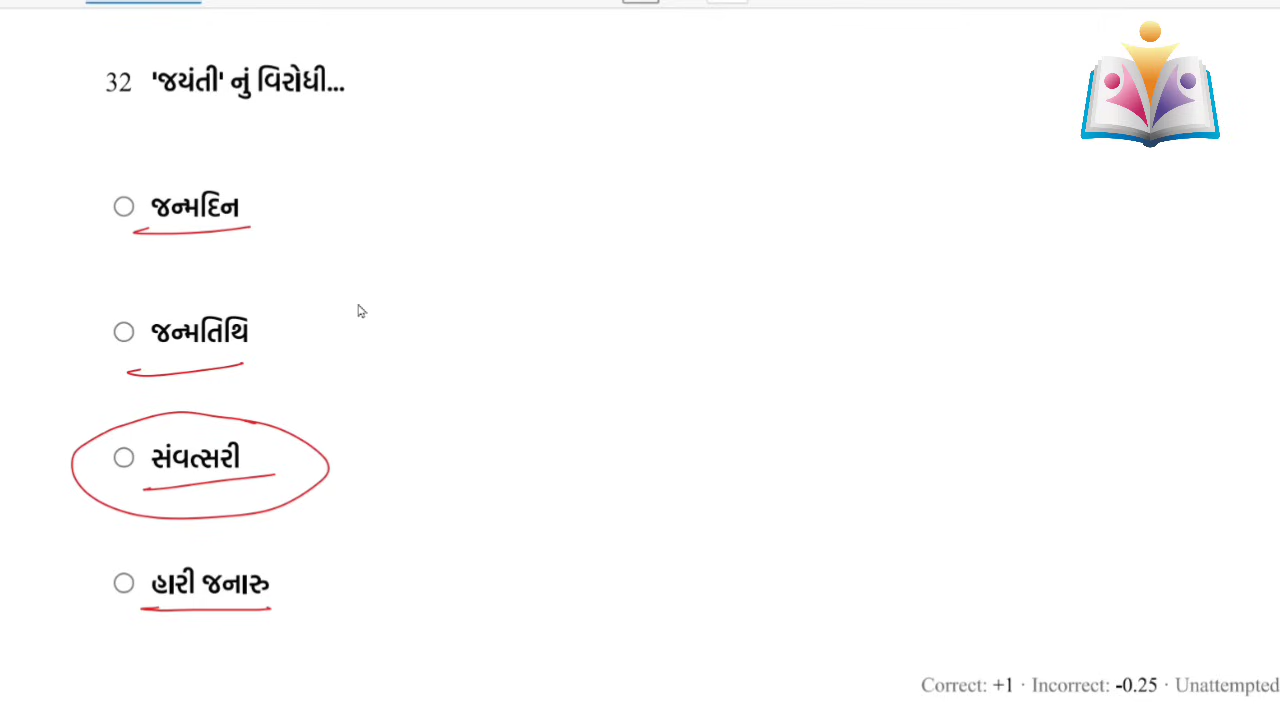 32 'જયંતી' નું વિરોધી...
જન્મદિન
જન્મતિથિ
સંવત્સરી
હારી જનારુ
Correct: +1 · Incorrect: -0.25 · Unattempted